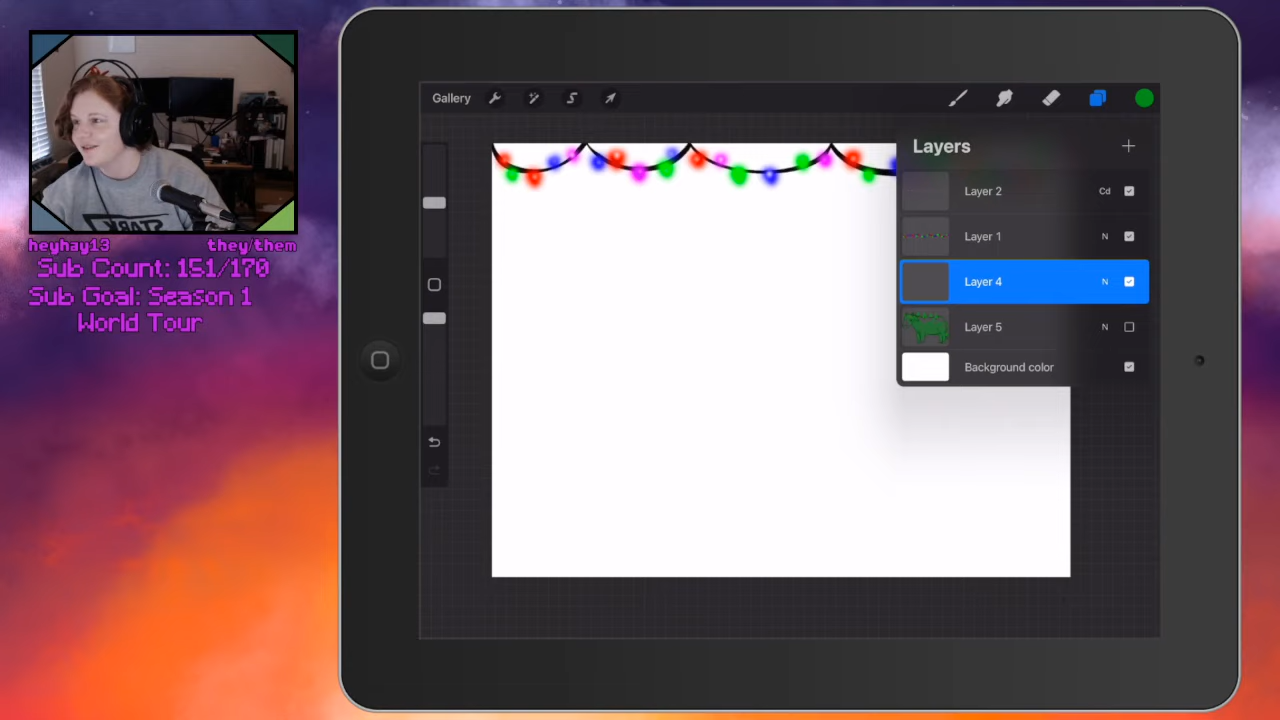 Gallery
Layers
Layer 2 Cd
Layer 1 N
Layer 4 N
Layer 5 N
Background color
STARK
heyhay13 they/them
Sub Count: 151/170
Sub Goal: Season 1
World Tour